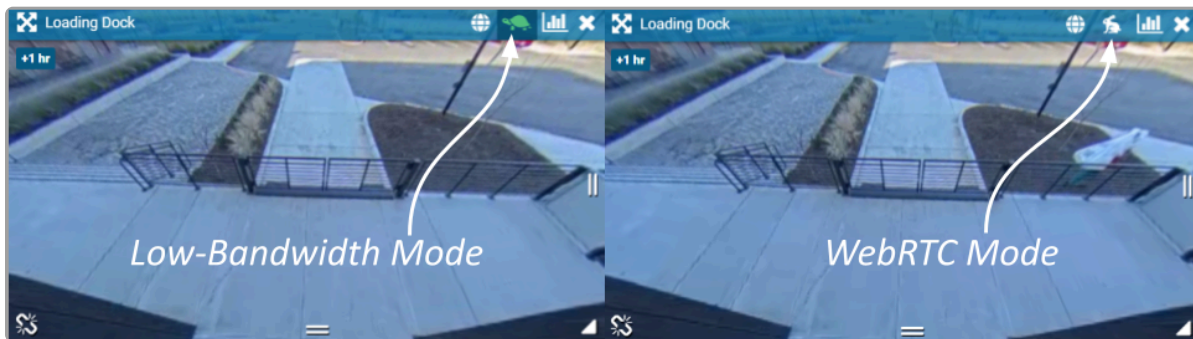 Loading Dock
+1 hr
Low-Bandwidth Mode
Loading Dock
+1 hr
WebRTC Mode